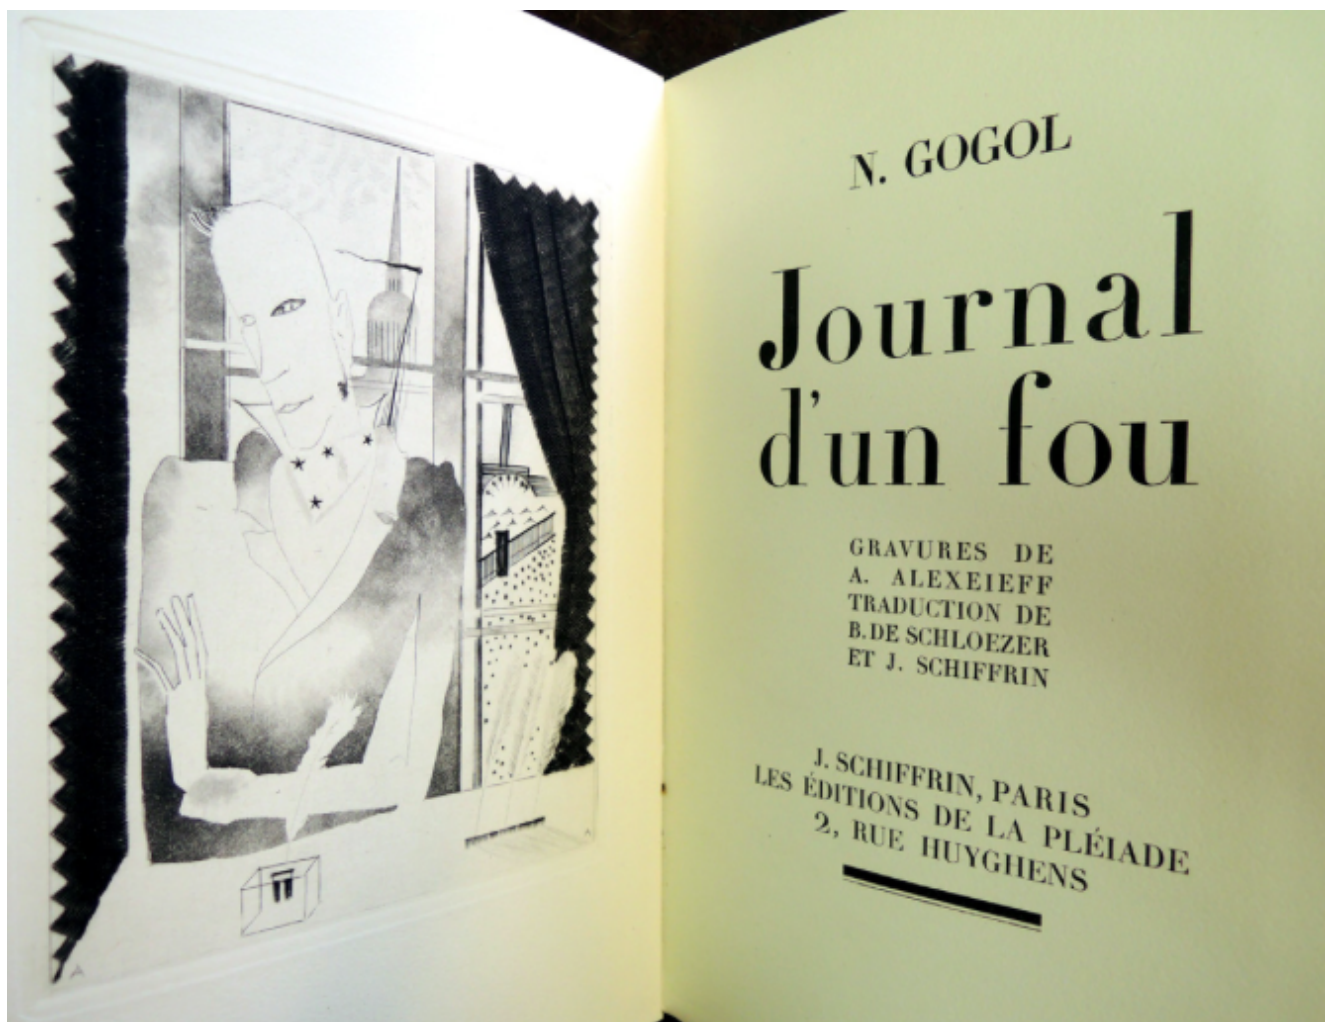 N. GOGOL
Journal
d'un fou
GRAVURES DE
A. ALEXEIEFF
TRADUCTION DE
B. DE SCHLOEZER
ET J. SCHIFFRIN
J. SCHIFFRIN, PARIS
LES ÉDITIONS DE LA PLÉIADE
2, RUE HUYGHENS
A